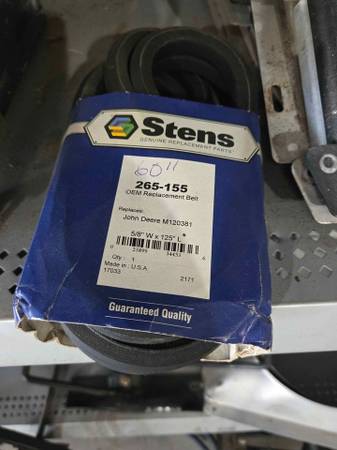 Stens
GENUINE REPLACEMENT PARTS
60"
265-155
OEM Replacement Belt
Replaces:
John Deere M120381
5/8" W x 125" L
Qty : 1
Made in : U.S.A
17033 2171
Guaranteed Quality